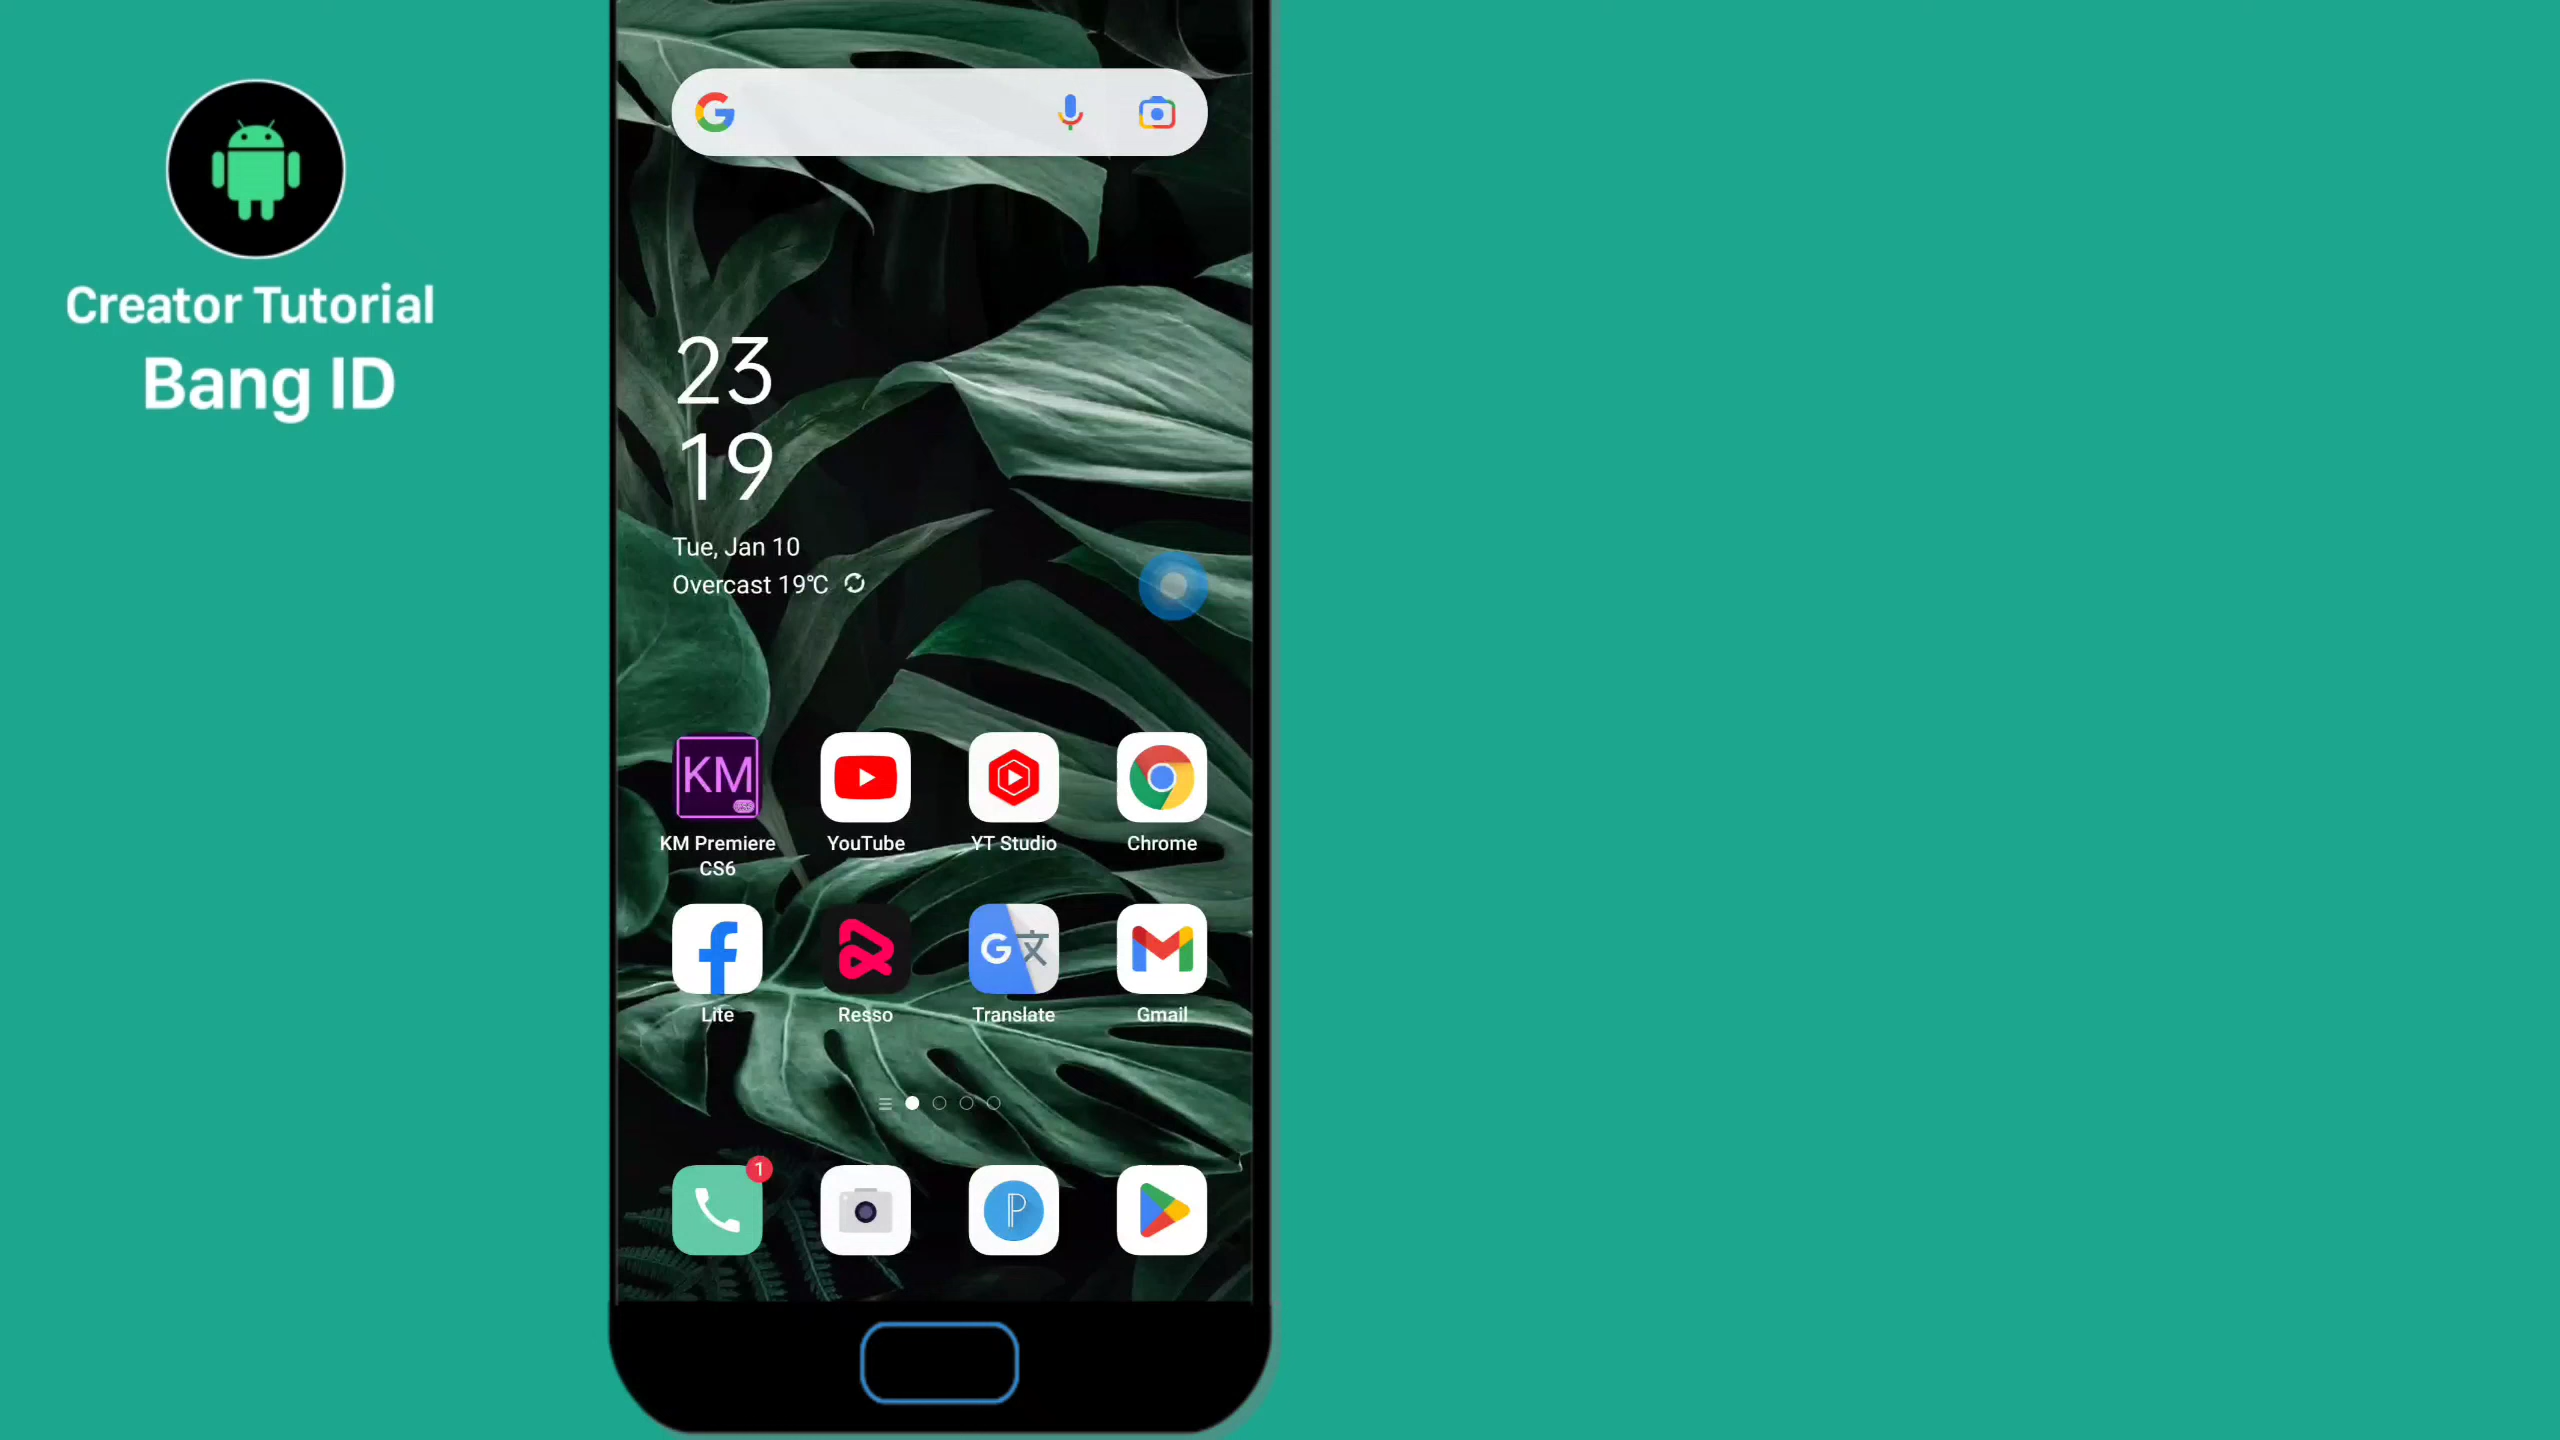 Creator Tutorial
Bang ID
23
19
Tue, Jan 10
Overcast 19°C
KM
KM Premiere
CS6
YouTube
YT Studio
Chrome
Lite
Resso
Translate
Gmail
1